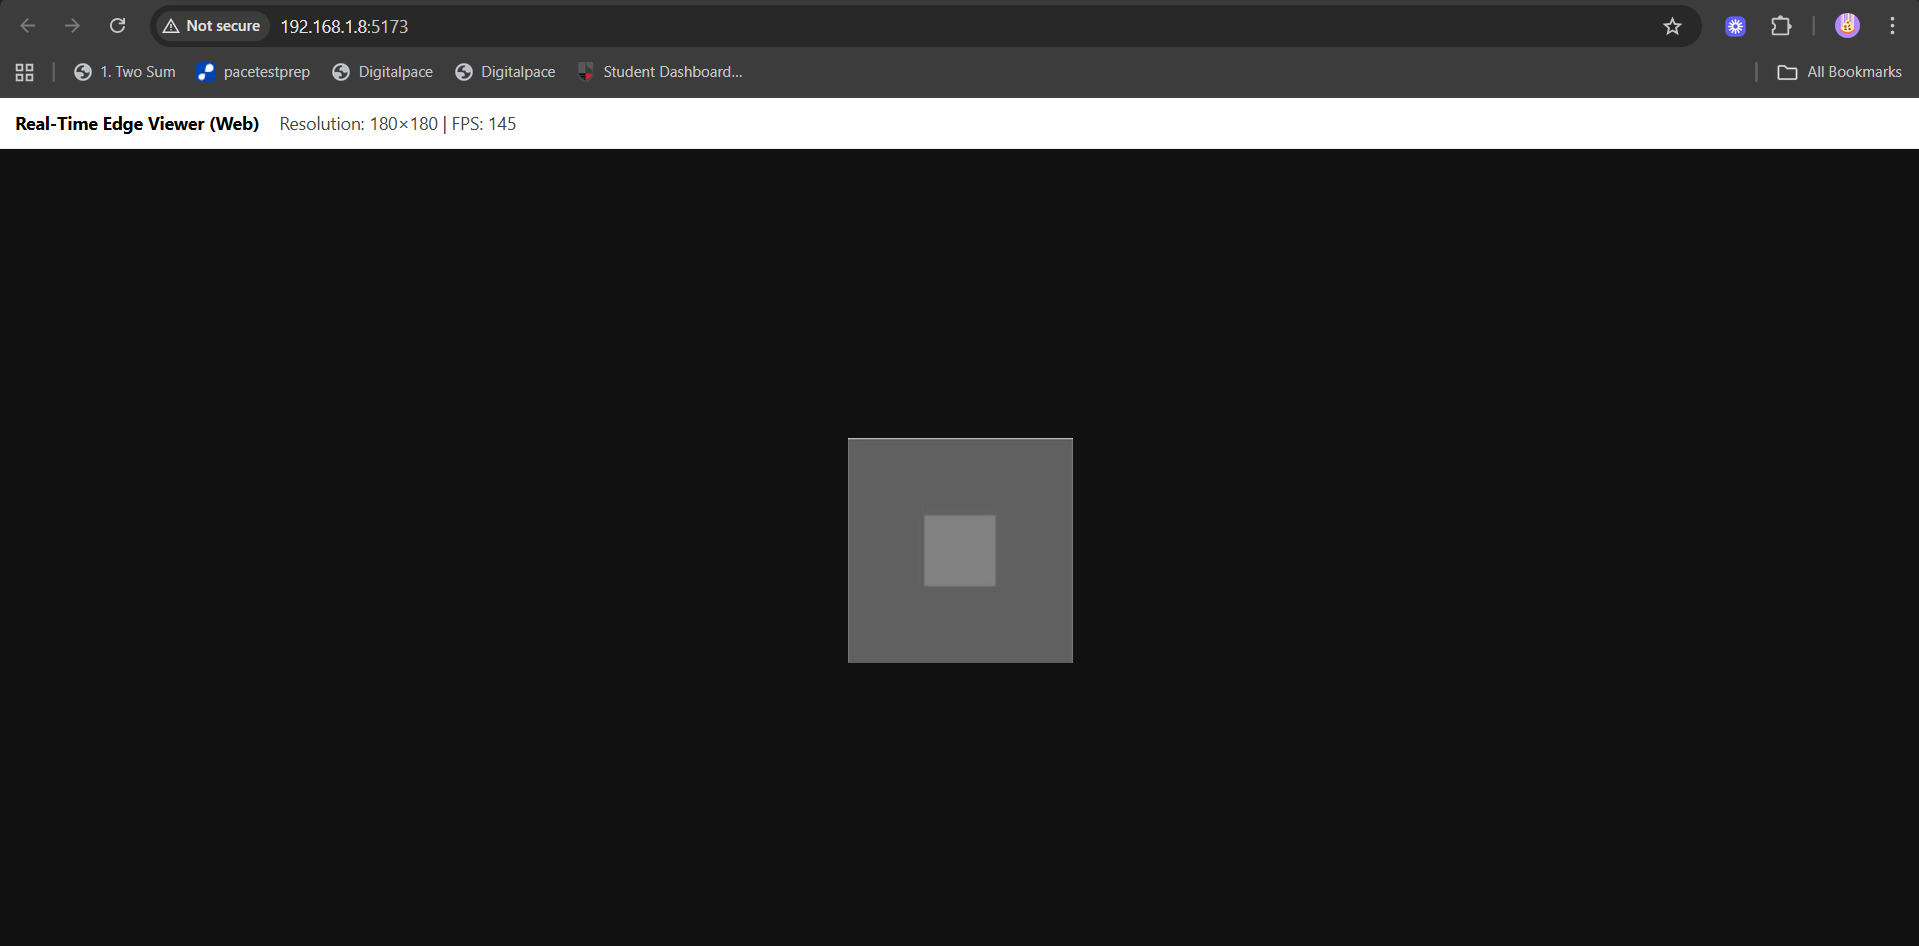 Not secure 192.168.1.8:5173
1. Two Sum pacetestprep Digitalpace Digitalpace Student Dashboard... All Bookmarks
Real-Time Edge Viewer (Web) Resolution: 180×180 | FPS: 145